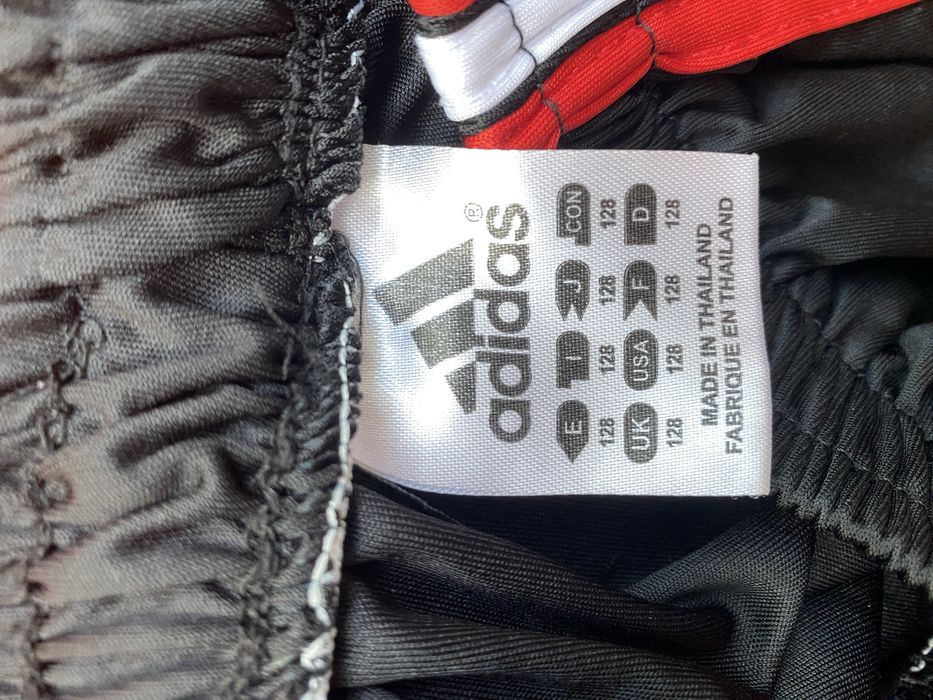 adidas®
E I J CON
128 128 128 128
UK USA F D
128 128 128 128
MADE IN THAILAND
FABRIQUE EN THAILAND